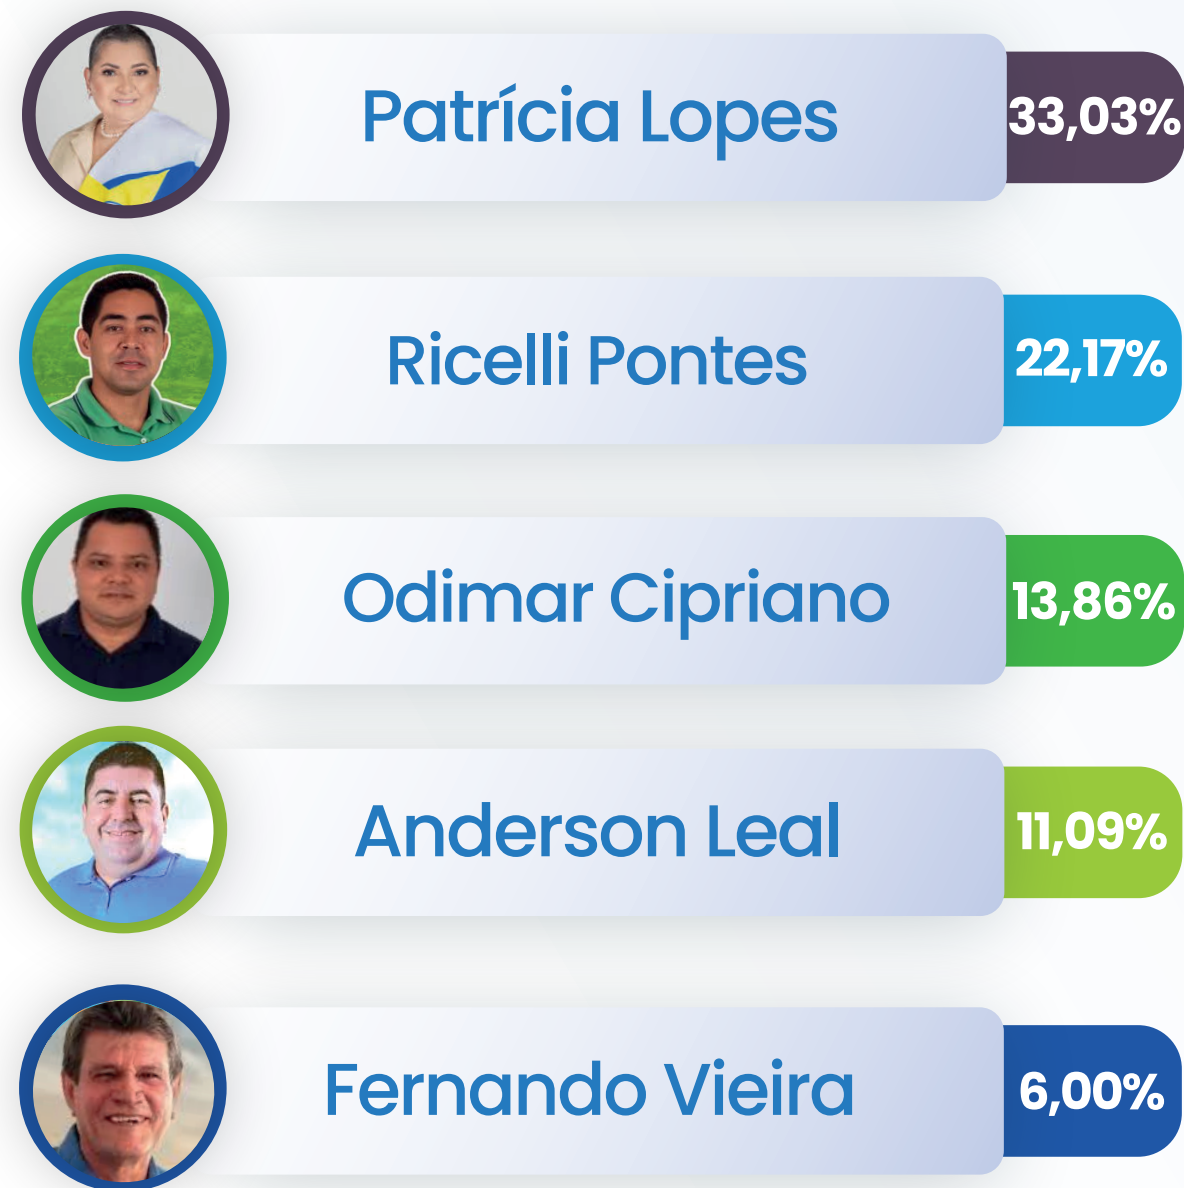 Patrícia Lopes 33,03%
Ricelli Pontes 22,17%
Odimar Cipriano 13,86%
Anderson Leal 11,09%
Fernando Vieira 6,00%